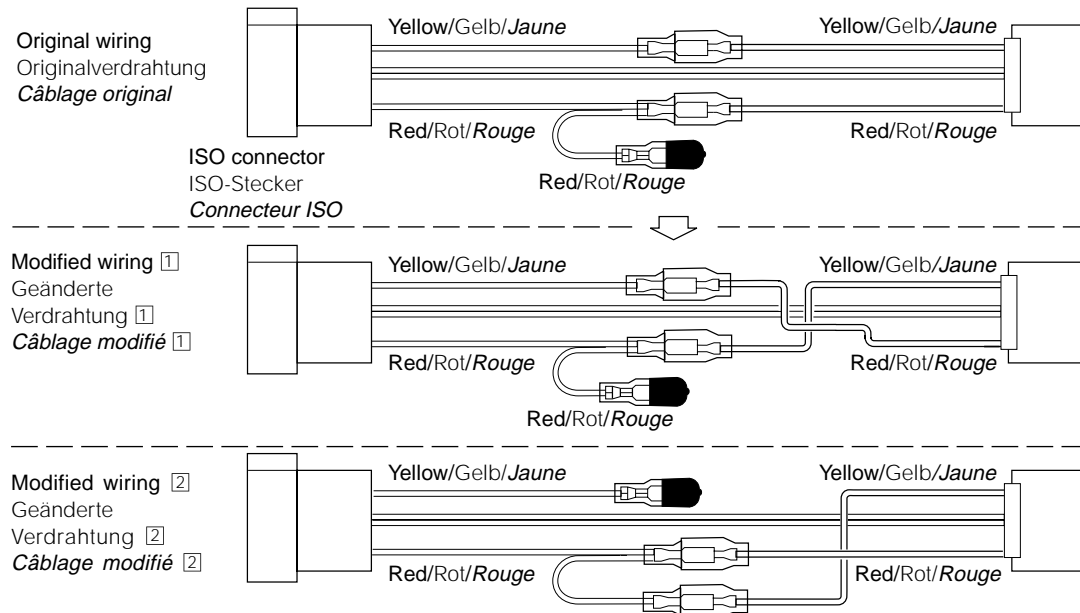 Original wiring
Originalverdrahtung
Câblage original
Yellow/Gelb/Jaune
Yellow/Gelb/Jaune
Red/Rot/Rouge
Red/Rot/Rouge
Red/Rot/Rouge
ISO connector
ISO-Stecker
Connecteur ISO
Modified wiring 1
Geänderte
Verdrahtung 1
Câblage modifié 1
Yellow/Gelb/Jaune
Yellow/Gelb/Jaune
Red/Rot/Rouge
Red/Rot/Rouge
Red/Rot/Rouge
Modified wiring 2
Geänderte
Verdrahtung 2
Câblage modifié 2
Yellow/Gelb/Jaune
Yellow/Gelb/Jaune
Red/Rot/Rouge
Red/Rot/Rouge